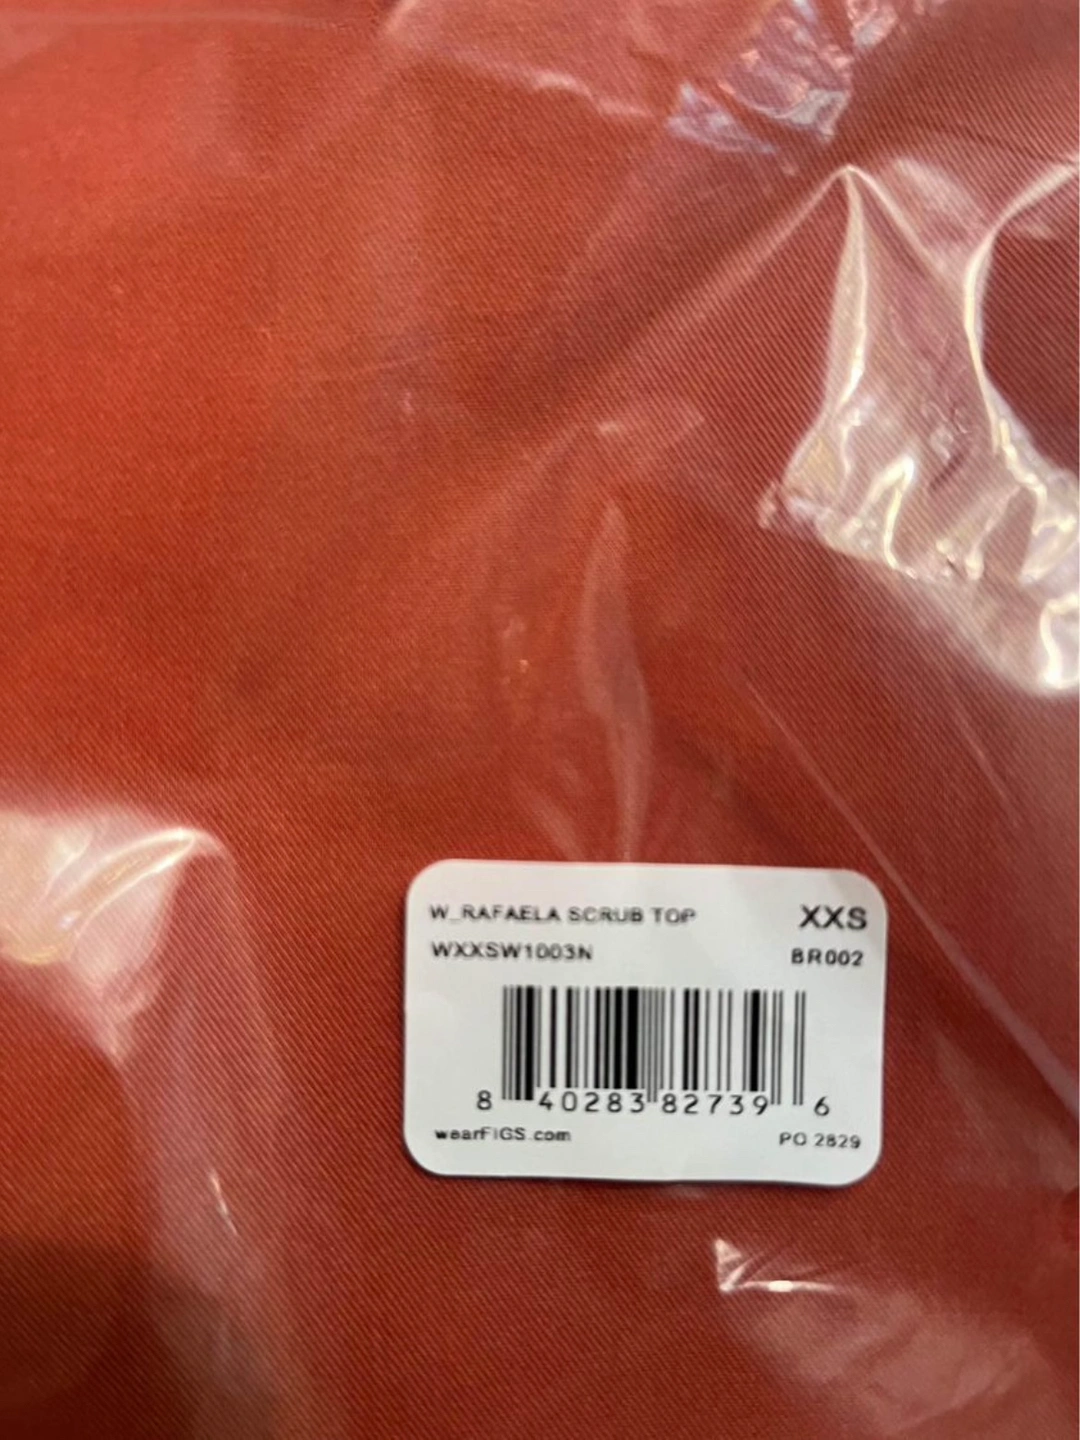 W_RAFAELA SCRUB TOP XXS
WXXSW1003N BR002
8 40283 82739 6
wearFIGS.com PO 2829